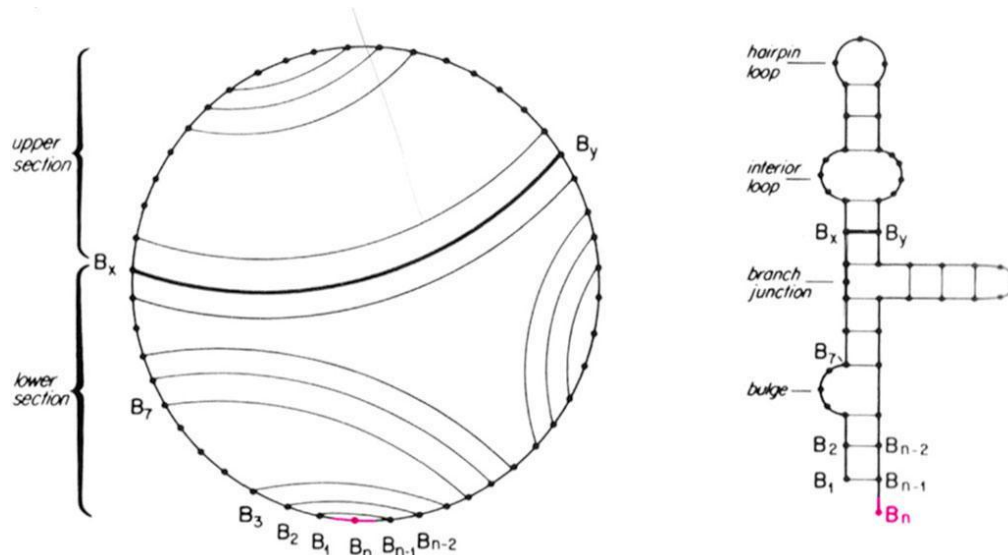 upper
section
lower
section
Bx
By
B7
B3
B2
B1
Bn
Bn-1
Bn-2
hairpin
loop
interior
loop
Bx
By
branch
junction
B7
bulge
B2
Bn-2
B1
Bn-1
Bn